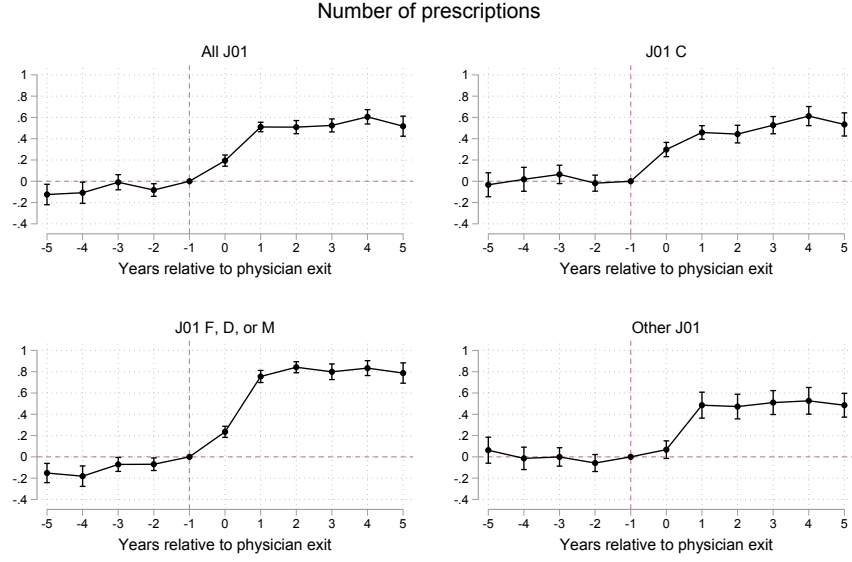 Number of prescriptions
All J01
1
.8
.6
.4
.2
0
-.2
-.4
-5 -4 -3 -2 -1 0 1 2 3 4 5
Years relative to physician exit
J01 C
1
.8
.6
.4
.2
0
-.2
-.4
-5 -4 -3 -2 -1 0 1 2 3 4 5
Years relative to physician exit
J01 F, D, or M
1
.8
.6
.4
.2
0
-.2
-.4
-5 -4 -3 -2 -1 0 1 2 3 4 5
Years relative to physician exit
Other J01
1
.8
.6
.4
.2
0
-.2
-.4
-5 -4 -3 -2 -1 0 1 2 3 4 5
Years relative to physician exit